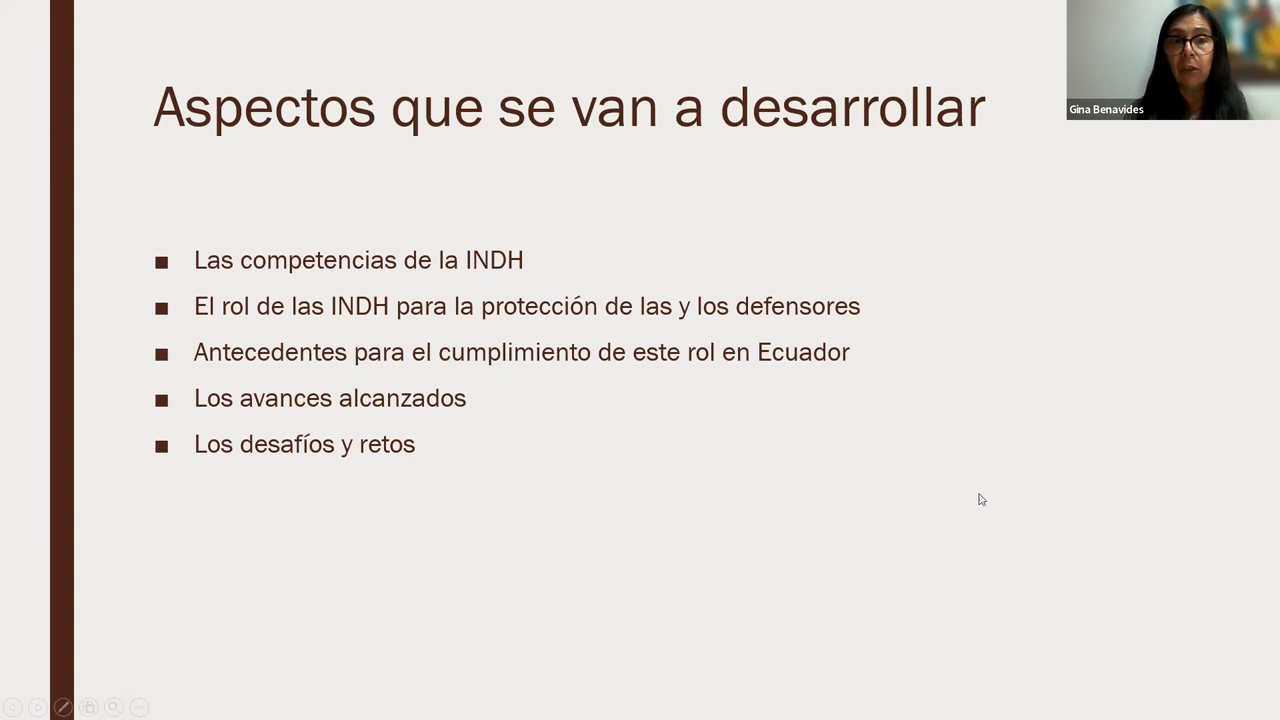 Aspectos que se van a desarrollar
Gina Benavides
■ Las competencias de la INDH
■ El rol de las INDH para la protección de las y los defensores
■ Antecedentes para el cumplimiento de este rol en Ecuador
■ Los avances alcanzados
■ Los desafíos y retos